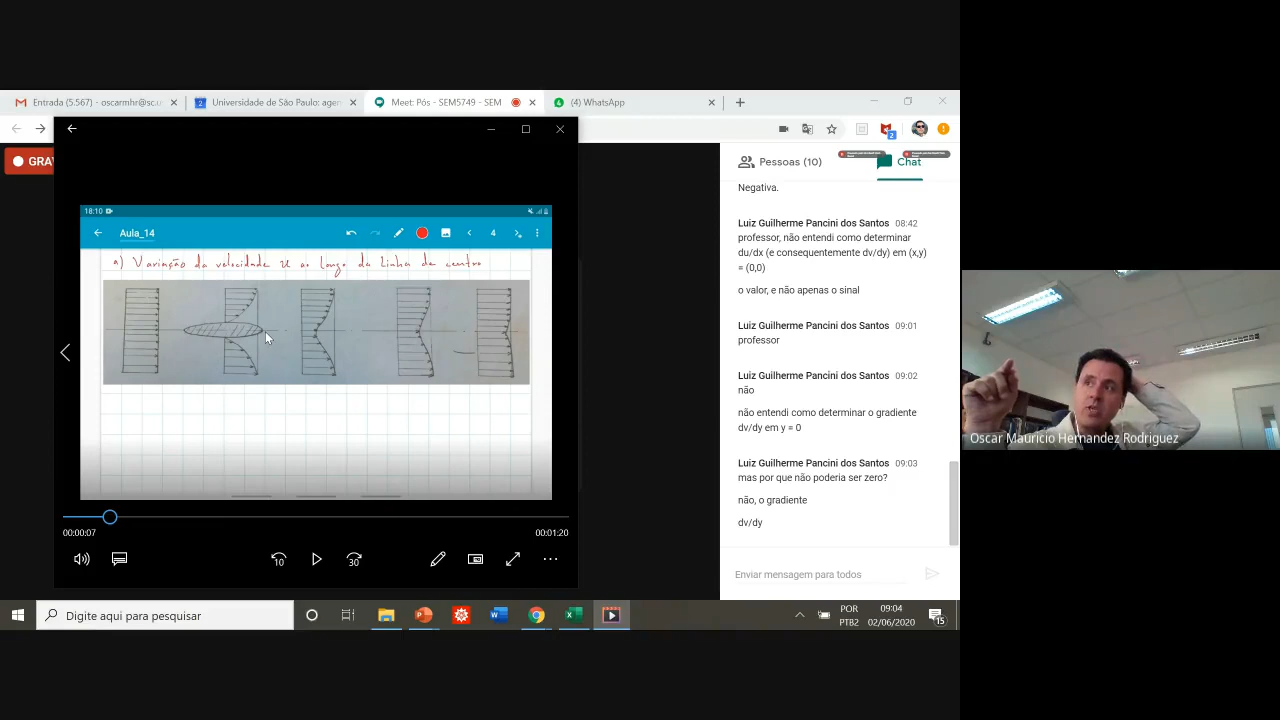 Entrada (5.567) - oscarmhr@sc.u
Universidade de São Paulo: agen
Meet: Pós - SEM5749 - SEM
(4) WhatsApp
GRAV
Pessoas (10)
Chat
Negativa.
Luiz Guilherme Pancini dos Santos 08:42
professor, não entendi como determinar
du/dx (e consequentemente dv/dy) em (x,y)
= (0,0)
o valor, e não apenas o sinal
Luiz Guilherme Pancini dos Santos 09:01
professor
Luiz Guilherme Pancini dos Santos 09:02
não
não entendi como determinar o gradiente
dv/dy em y = 0
Luiz Guilherme Pancini dos Santos 09:03
mas por que não poderia ser zero?
não, o gradiente
dv/dy
Enviar mensagem para todos
18:10
Aula_14
4
a) Variação da velocidade u ao longo da linha de centro
00:00:07
00:01:20
10
30
Oscar Mauricio Hernandez Rodriguez
Digite aqui para pesquisar
POR
PTB2
09:04
02/06/2020
15